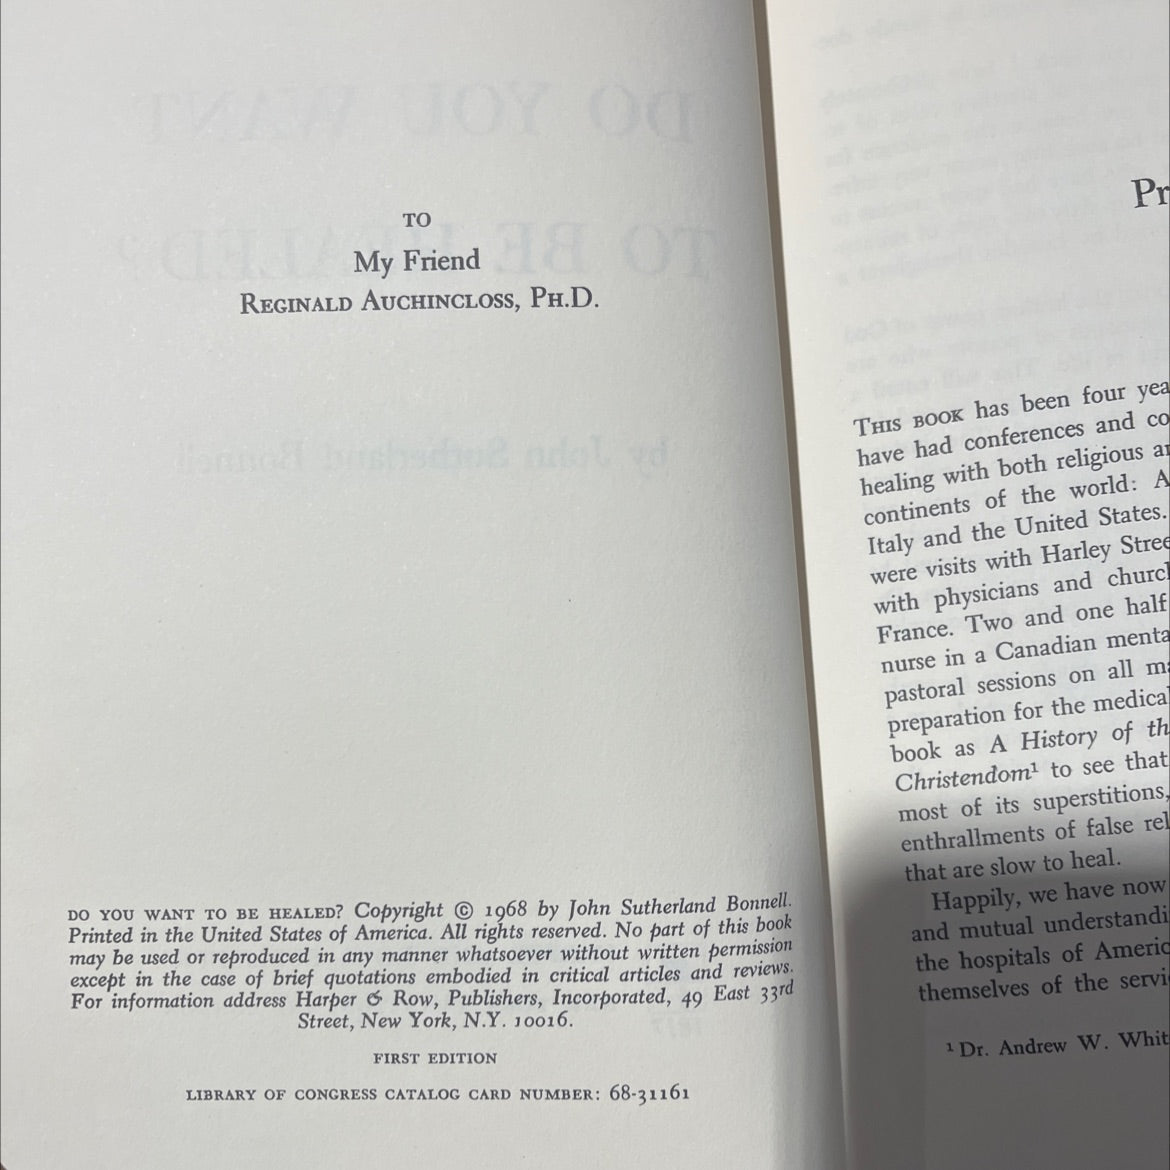 TO
My Friend
REGINALD AUCHINCLOSS, PH.D.
DO YOU WANT TO BE HEALED? Copyright © 1968 by John Sutherland Bonnell.
Printed in the United States of America. All rights reserved. No part of this book
may be used or reproduced in any manner whatsoever without written permission
except in the case of brief quotations embodied in critical articles and reviews.
For information address Harper & Row, Publishers, Incorporated, 49 East 33rd
Street, New York, N.Y. 10016.
FIRST EDITION
LIBRARY OF CONGRESS CATALOG CARD NUMBER: 68-31161
Pr
THIS BOOK has been four yea
have had conferences and co
healing with both religious a
continents of the world: A
Italy and the United States.
were visits with Harley Stree
with physicians and churc
France. Two and one half
nurse in a Canadian menta
pastoral sessions on all m
preparation for the medica
book as A History of th
Christendom¹ to see that
most of its superstitions,
enthrallments of false rel
that are slow to heal.
Happily, we have now
and mutual understandi
the hospitals of Americ
themselves of the servi
¹ Dr. Andrew W. Whit